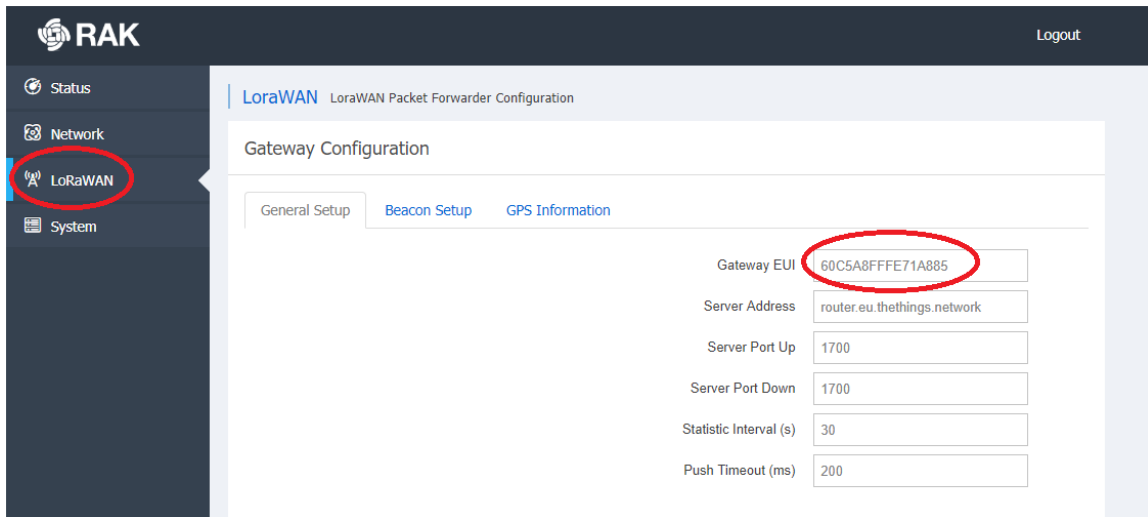 RAK
Logout
Status
Network
LoRaWAN
System
LoraWAN LoraWAN Packet Forwarder Configuration
Gateway Configuration
General Setup Beacon Setup GPS Information
Gateway EUI 60C5A8FFFE71A885
Server Address router.eu.thethings.network
Server Port Up 1700
Server Port Down 1700
Statistic Interval (s) 30
Push Timeout (ms) 200